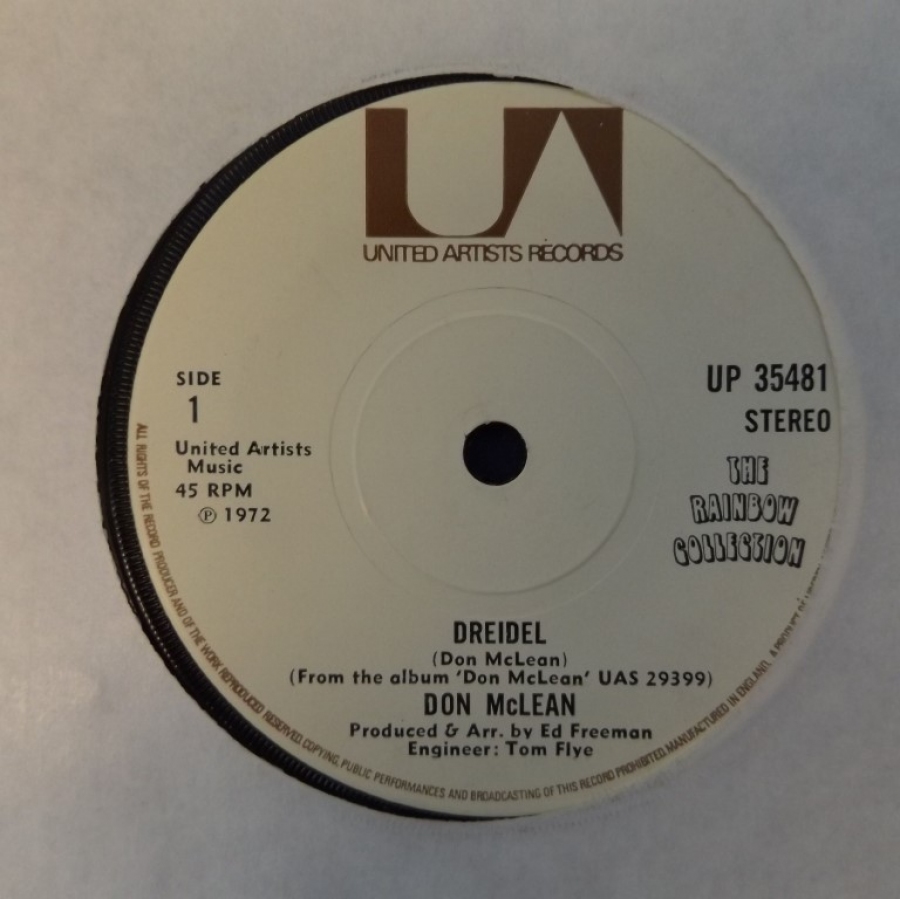 UA
UNITED ARTISTS RECORDS
SIDE
1
United Artists
Music
45 RPM
℗ 1972
UP 35481
STEREO
THE
RAINBOW
COLLECTION
DREIDEL
(Don McLean)
(From the album 'Don McLean' UAS 29399)
DON McLEAN
Produced & Arr. by Ed Freeman
Engineer: Tom Flye
ALL RIGHTS OF THE RECORD PRODUCER AND OF THE WORK REPRODUCED RESERVED. COPYING, PUBLIC PERFORMANCES AND BROADCASTING OF THIS RECORD PROHIBITED. MANUFACTURED IN ENGLAND. A PRODUCT OF